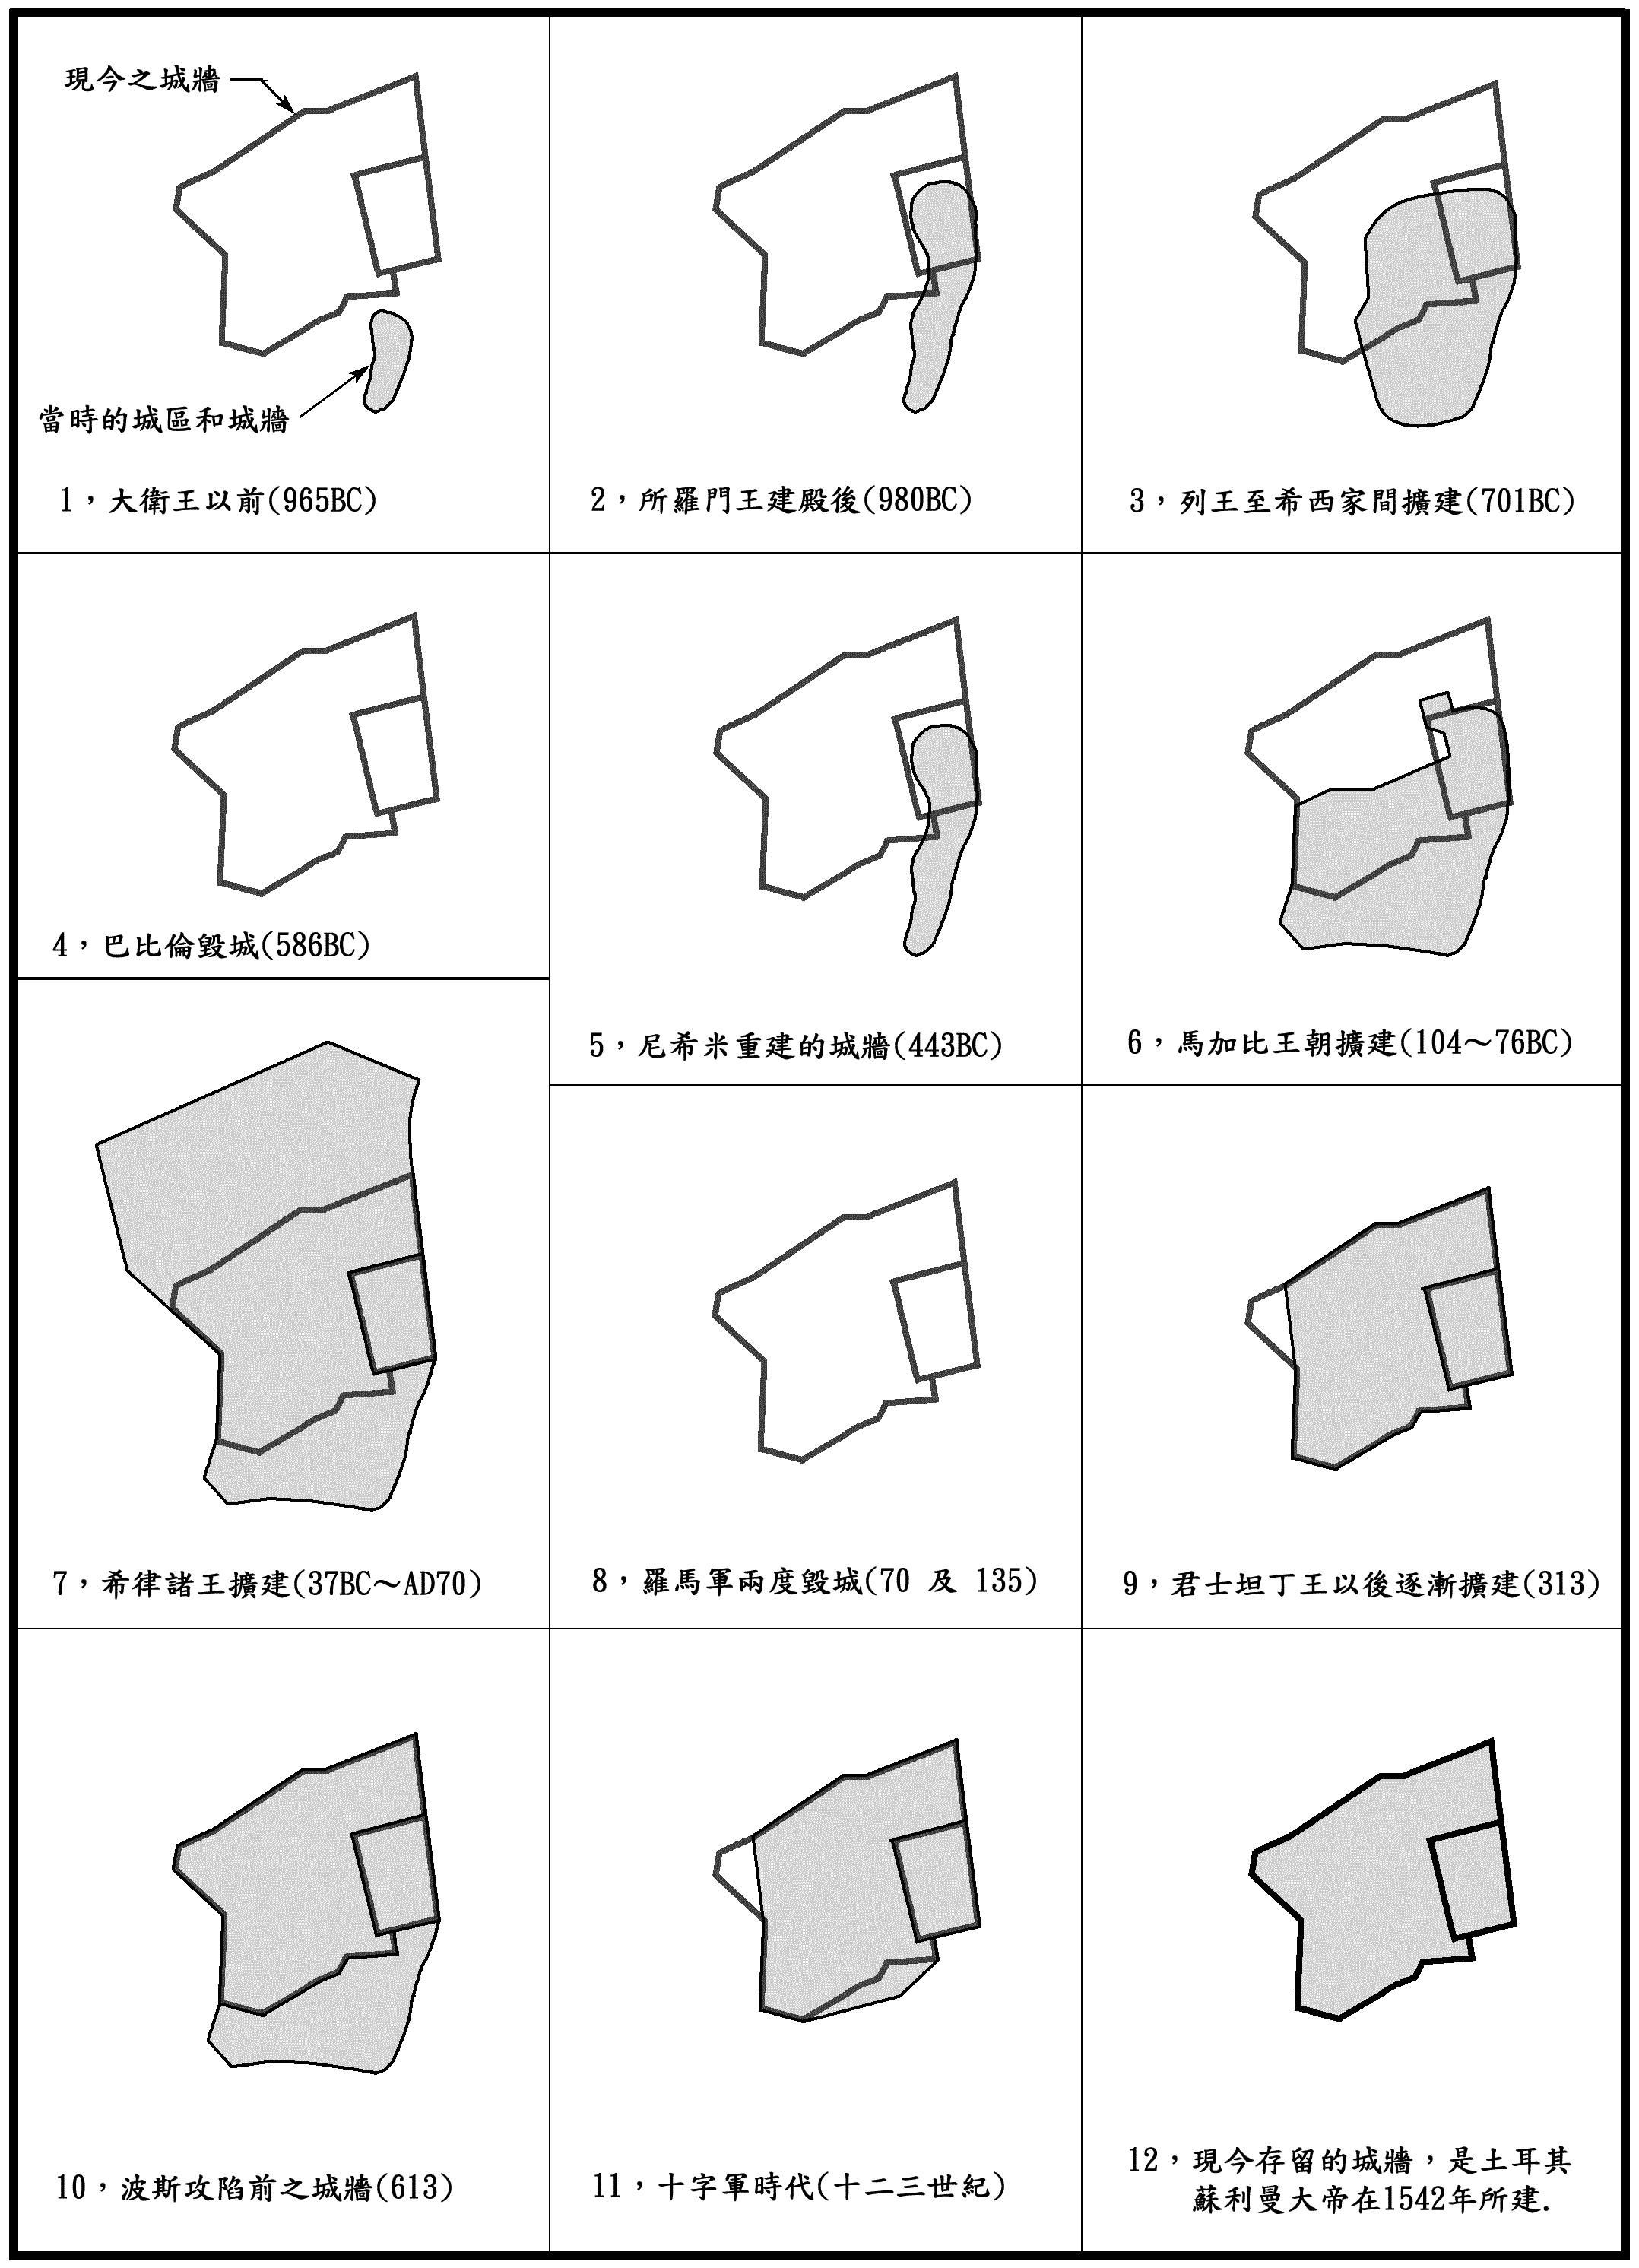 現今之城牆
當時的城區和城牆
1，大衛王以前(965BC)
2，所羅門王建殿後(980BC)
3，列王至希西家間擴建(701BC)
4，巴比倫毀城(586BC)
5，尼希米重建的城牆(443BC)
6，馬加比王朝擴建(104～76BC)
7，希律諸王擴建(37BC～AD70)
8，羅馬軍兩度毀城(70 及 135)
9，君士坦丁王以後逐漸擴建(313)
10，波斯攻陷前之城牆(613)
11，十字軍時代(十二三世紀)
12，現今存留的城牆，是土耳其
蘇利曼大帝在1542年所建.